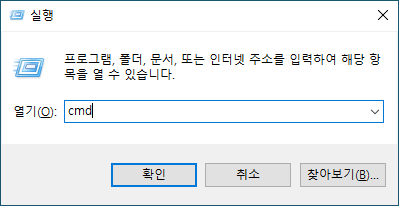 실행
프로그램, 폴더, 문서, 또는 인터넷 주소를 입력하여 해당 항
목을 열 수 있습니다.
열기(O): cmd
확인 취소 찾아보기(B)...